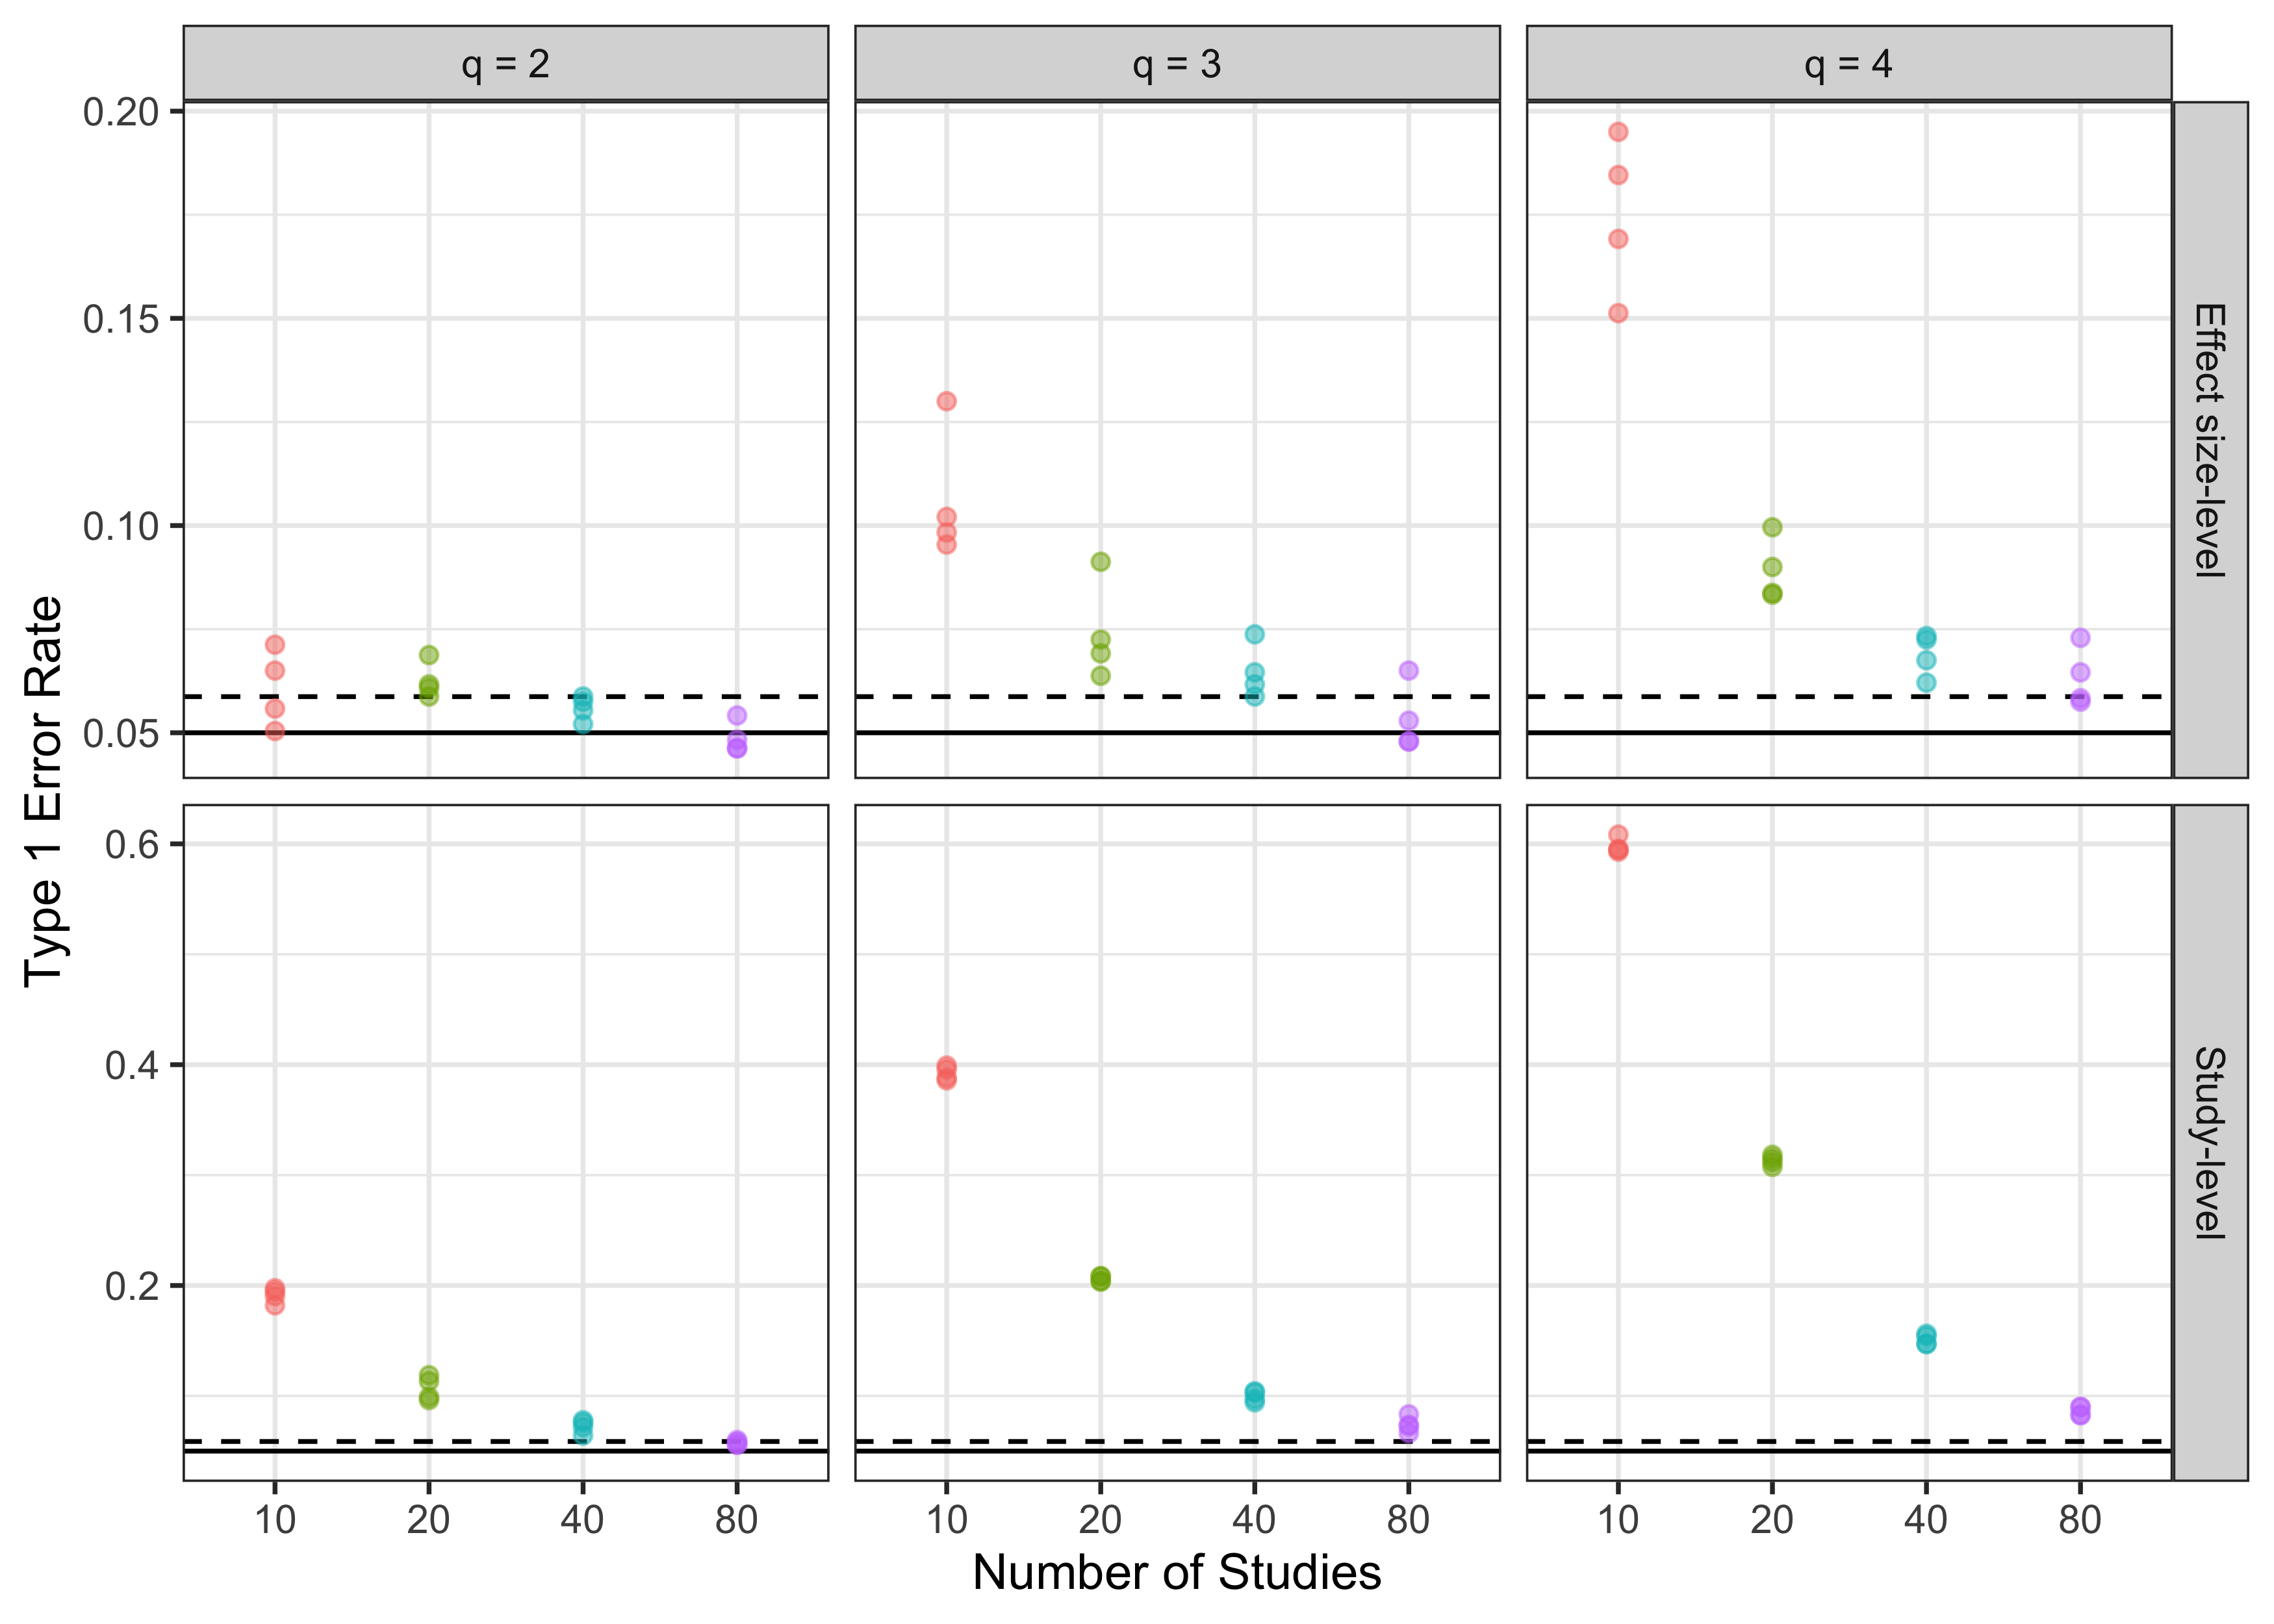 q = 2
q = 3
q = 4
0.20
0.15
0.10
0.05
Effect size-level
Type 1 Error Rate
0.6
0.4
0.2
Study-level
10 20 40 80
10 20 40 80
10 20 40 80
Number of Studies